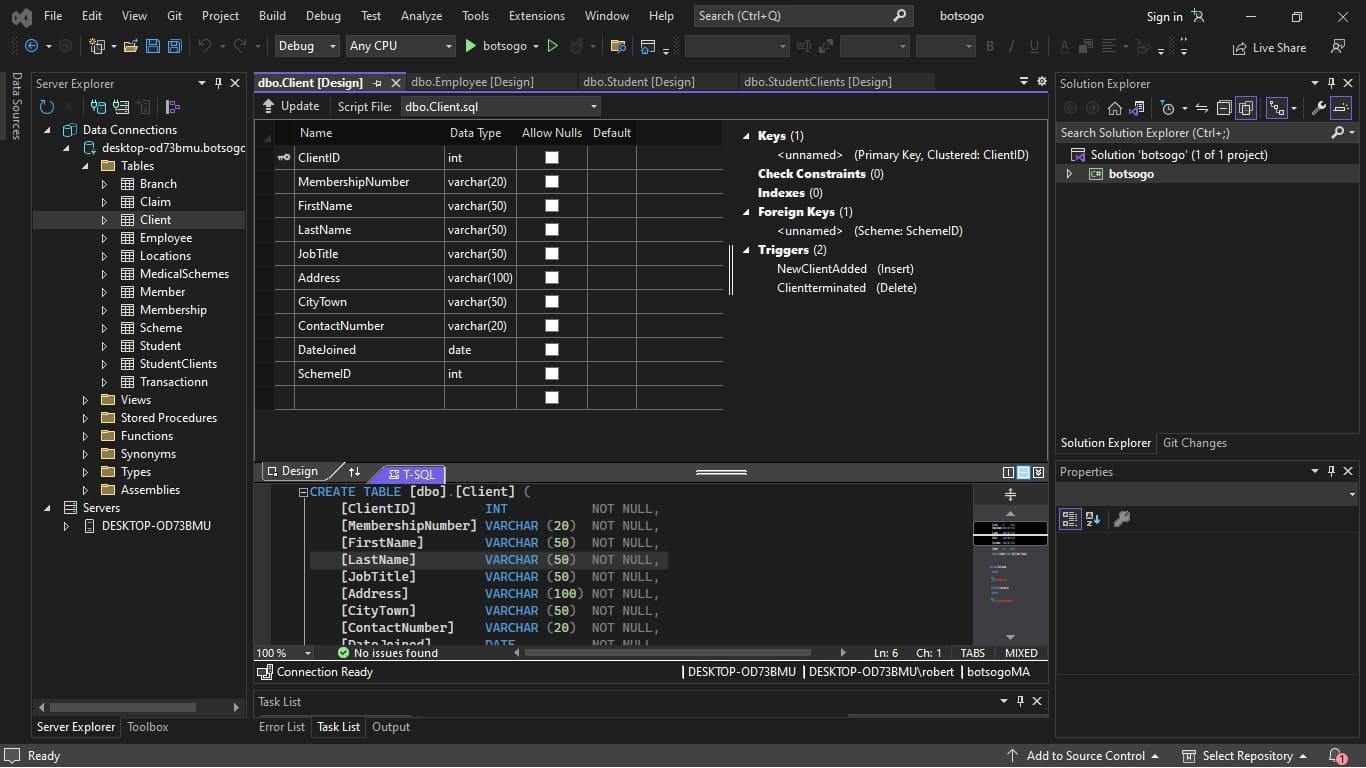 File Edit View Git Project Build Debug Test Analyze Tools Extensions Window Help Search (Ctrl+Q) botsogo Sign in
Debug Any CPU botsogo B I U A Live Share
Data Sources
Server Explorer
Data Connections
desktop-od73bmu.botsogo
Tables
Branch
Claim
Client
Employee
Locations
MedicalSchemes
Member
Membership
Scheme
Student
StudentClients
Transactionn
Views
Stored Procedures
Functions
Synonyms
Types
Assemblies
Servers
DESKTOP-OD73BMU
Server Explorer Toolbox
dbo.Client [Design] dbo.Employee [Design] dbo.Student [Design] dbo.StudentClients [Design]
Update Script File: dbo.Client.sql
Name Data Type Allow Nulls Default
ClientID int
MembershipNumber varchar(20)
FirstName varchar(50)
LastName varchar(50)
JobTitle varchar(50)
Address varchar(100)
CityTown varchar(50)
ContactNumber varchar(20)
DateJoined date
SchemeID int
Keys (1)
<unnamed> (Primary Key, Clustered: ClientID)
Check Constraints (0)
Indexes (0)
Foreign Keys (1)
<unnamed> (Scheme: SchemeID)
Triggers (2)
NewClientAdded (Insert)
Clientterminated (Delete)
Design T-SQL
CREATE TABLE [dbo].[Client] (
[ClientID] INT NOT NULL,
[MembershipNumber] VARCHAR (20) NOT NULL,
[FirstName] VARCHAR (50) NOT NULL,
[LastName] VARCHAR (50) NOT NULL,
[JobTitle] VARCHAR (50) NOT NULL,
[Address] VARCHAR (100) NOT NULL,
[CityTown] VARCHAR (50) NOT NULL,
[ContactNumber] VARCHAR (20) NOT NULL,
[DateJoined] DATE NOT NULL,
100 % No issues found Ln: 6 Ch: 1 TABS MIXED
Connection Ready DESKTOP-OD73BMU DESKTOP-OD73BMU\robert botsogoMA
Task List
Error List Task List Output
Solution Explorer
Search Solution Explorer (Ctrl+;)
Solution 'botsogo' (1 of 1 project)
C# botsogo
Solution Explorer Git Changes
Properties
Ready Add to Source Control Select Repository 1